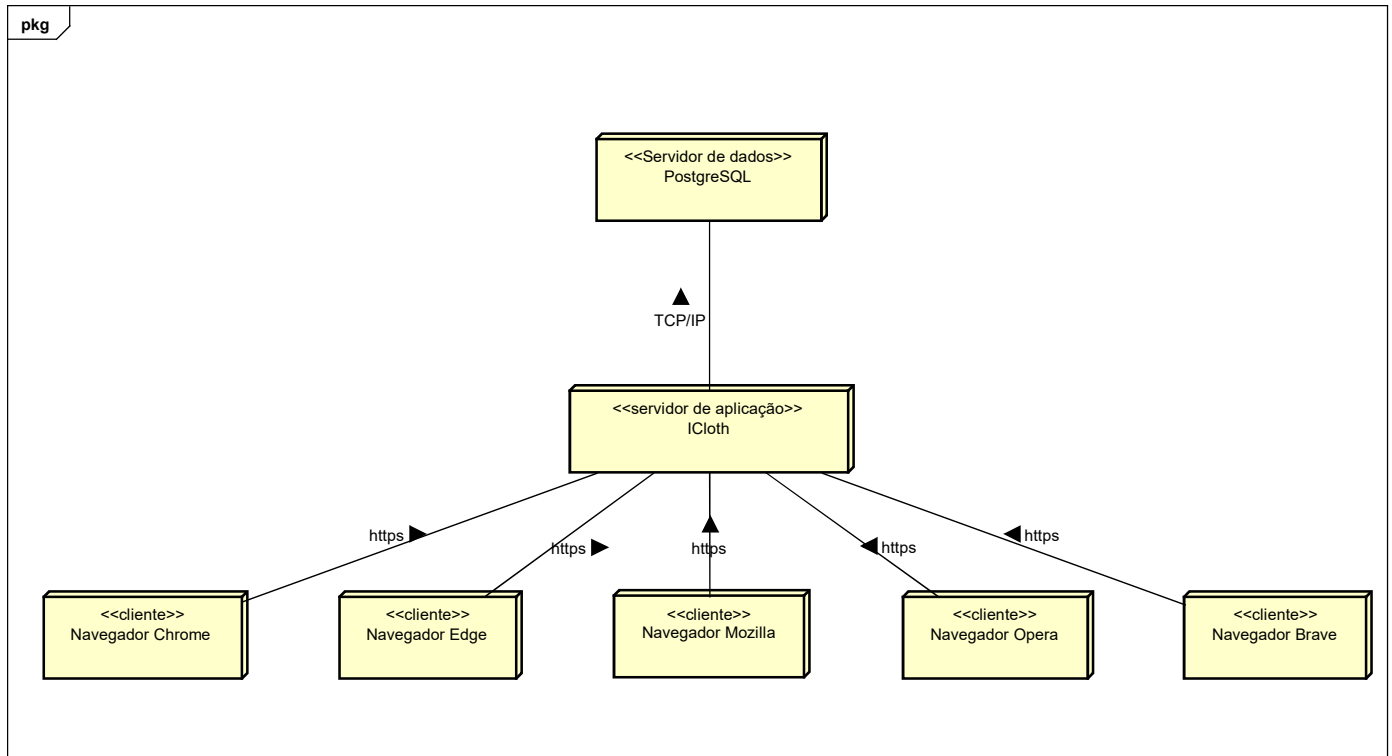 pkg
<<Servidor de dados>>
PostgreSQL
TCP/IP
<<servidor de aplicação>>
ICloth
https
https
https
https
https
<<cliente>>
Navegador Chrome
<<cliente>>
Navegador Edge
<<cliente>>
Navegador Mozilla
<<cliente>>
Navegador Opera
<<cliente>>
Navegador Brave